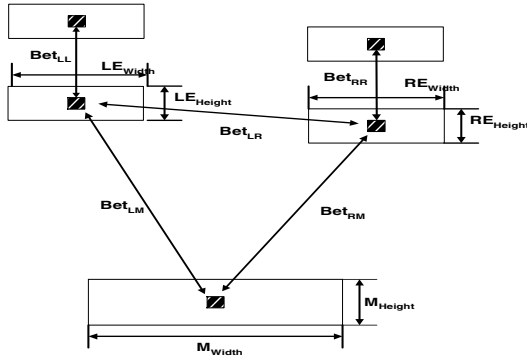 Bet_LL
LE_Width
Bet_RR
RE_Width
LE_Height
RE_Height
Bet_LR
Bet_LM
Bet_RM
M_Height
M_Width